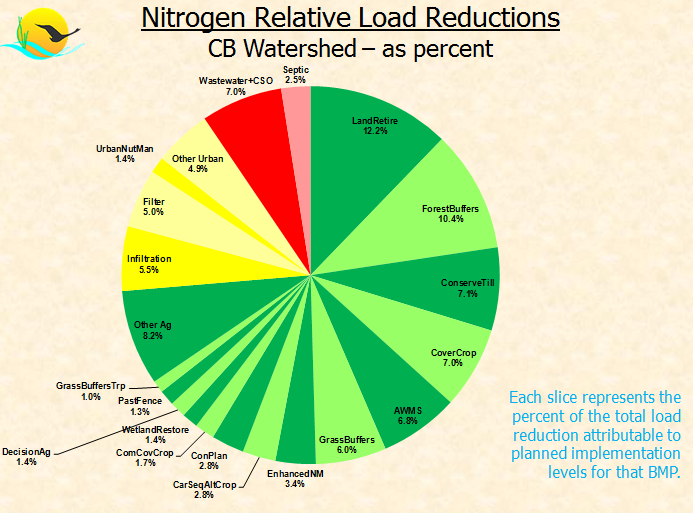 Nitrogen Relative Load Reductions
CB Watershed – as percent
Septic
2.5%
Wastewater+CSO
7.0%
LandRetire
12.2%
UrbanNutMan
1.4%
Other Urban
4.9%
Filter
5.0%
ForestBuffers
10.4%
Infiltration
5.5%
ConserveTill
7.1%
Other Ag
8.2%
CoverCrop
7.0%
GrassBuffersTrp
1.0%
PastFence
1.3%
AWMS
6.8%
WetlandRestore
1.4%
GrassBuffers
6.0%
DecisionAg
1.4%
ComCovCrop
1.7%
ConPlan
2.8%
EnhancedNM
3.4%
CarSeqAltCrop
2.8%
Each slice represents the
percent of the total load
reduction attributable to
planned implementation
levels for that BMP.